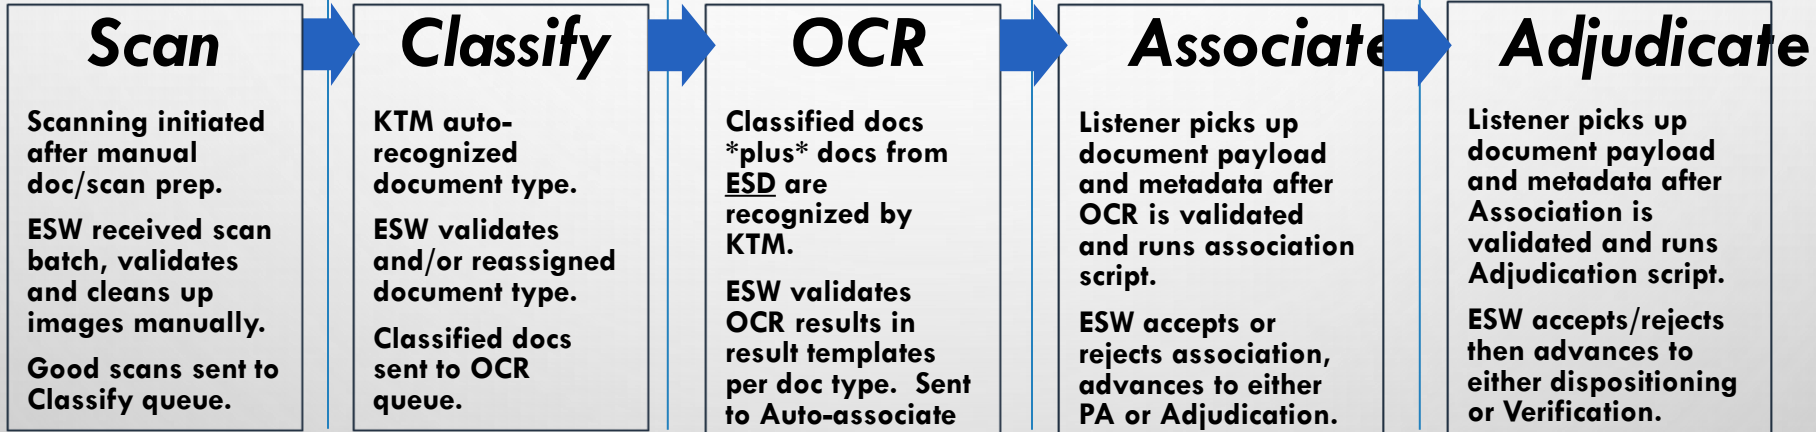 Scan
Scanning initiated
after manual
doc/scan prep.
ESW received scan
batch, validates
and cleans up
images manually.
Good scans sent to
Classify queue.
Classify
KTM auto-
recognized
document type.
ESW validates
and/or reassigned
document type.
Classified docs
sent to OCR
queue.
OCR
Classified docs
*plus* docs from
ESD are
recognized by
KTM.
ESW validates
OCR results in
result templates
per doc type.  Sent
to Auto-associate
Associate
Listener picks up
document payload
and metadata after
OCR is validated
and runs association
script.
ESW accepts or
rejects association,
advances to either
PA or Adjudication.
Adjudicate
Listener picks up
document payload
and metadata after
Association is
validated and runs
Adjudication script.
ESW accepts/rejects
then advances to
either dispositioning
or Verification.